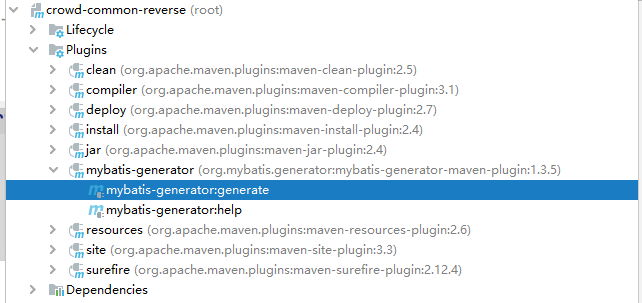 crowd-common-reverse (root)
Lifecycle
Plugins
clean (org.apache.maven.plugins:maven-clean-plugin:2.5)
compiler (org.apache.maven.plugins:maven-compiler-plugin:3.1)
deploy (org.apache.maven.plugins:maven-deploy-plugin:2.7)
install (org.apache.maven.plugins:maven-install-plugin:2.4)
jar (org.apache.maven.plugins:maven-jar-plugin:2.4)
mybatis-generator (org.mybatis.generator:mybatis-generator-maven-plugin:1.3.5)
mybatis-generator:generate
mybatis-generator:help
resources (org.apache.maven.plugins:maven-resources-plugin:2.6)
site (org.apache.maven.plugins:maven-site-plugin:3.3)
surefire (org.apache.maven.plugins:maven-surefire-plugin:2.12.4)
Dependencies